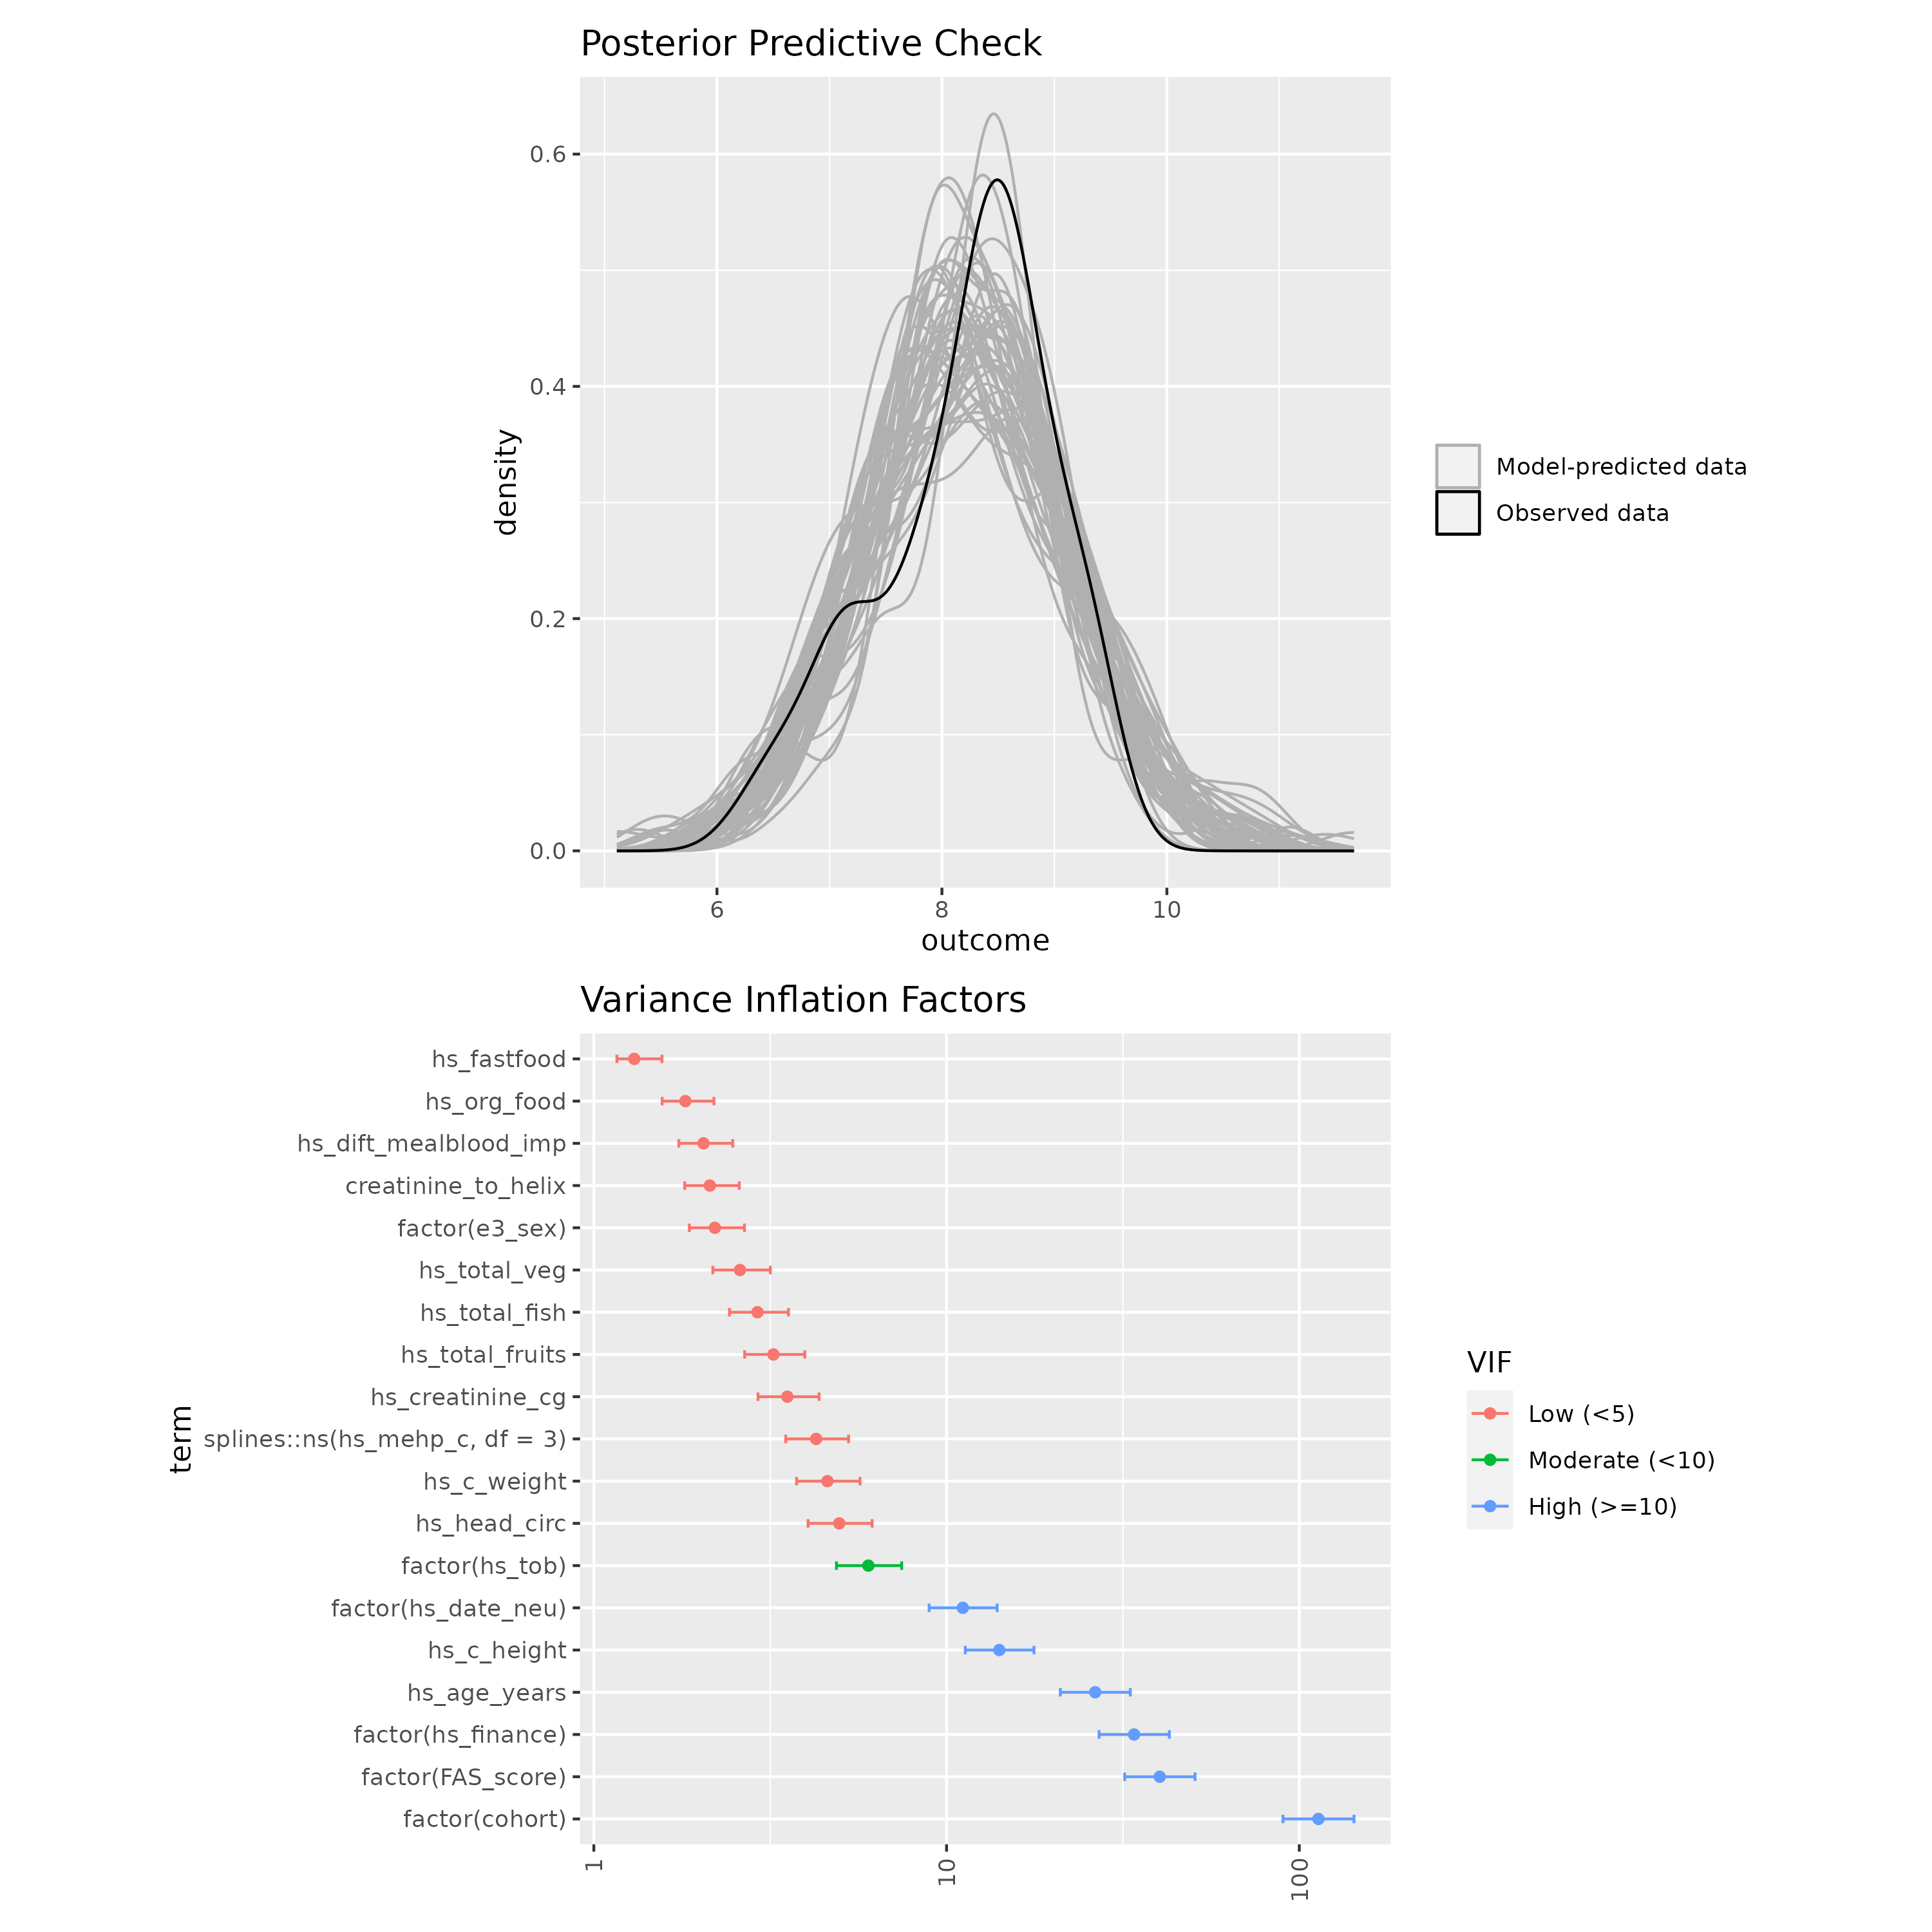 Posterior Predictive Check
density
0.6
0.4
0.2
0.0
6
8
10
outcome
Model-predicted data
Observed data
Variance Inflation Factors
term
hs_fastfood
hs_org_food
hs_dift_mealblood_imp
creatinine_to_helix
factor(e3_sex)
hs_total_veg
hs_total_fish
hs_total_fruits
hs_creatinine_cg
splines::ns(hs_mehp_c, df = 3)
hs_c_weight
hs_head_circ
factor(hs_tob)
factor(hs_date_neu)
hs_c_height
hs_age_years
factor(hs_finance)
factor(FAS_score)
factor(cohort)
1
10
100
VIF
Low (<5)
Moderate (<10)
High (>=10)